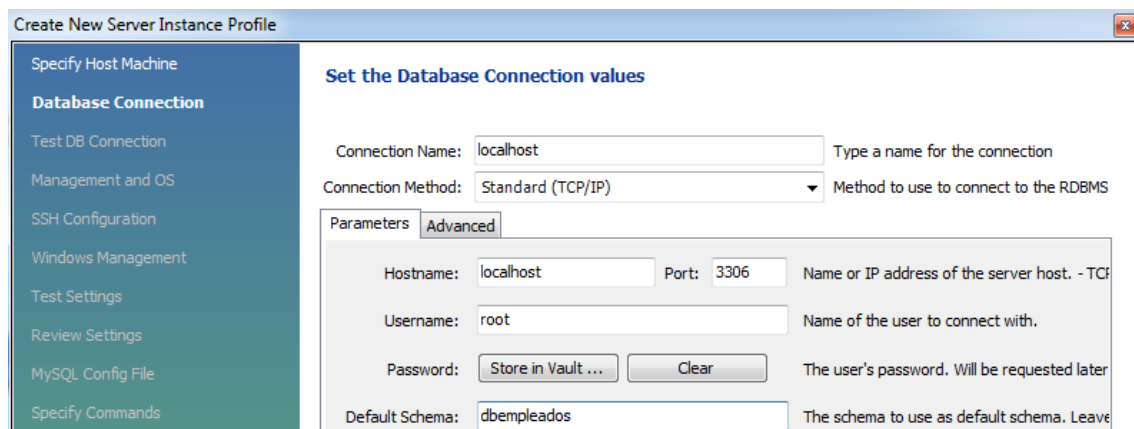 Create New Server Instance Profile
x
Specify Host Machine
Database Connection
Test DB Connection
Management and OS
SSH Configuration
Windows Management
Test Settings
Review Settings
MySQL Config File
Specify Commands
Set the Database Connection values
Connection Name: localhost Type a name for the connection
Connection Method: Standard (TCP/IP) Method to use to connect to the RDBMS
Parameters Advanced
Hostname: localhost Port: 3306 Name or IP address of the server host. - TCP
Username: root Name of the user to connect with.
Password: Store in Vault ... Clear The user's password. Will be requested later
Default Schema: dbempleados The schema to use as default schema. Leave